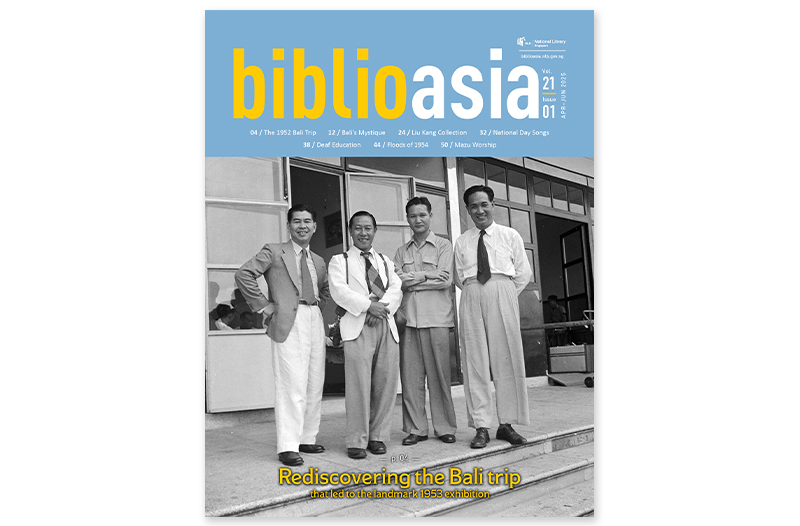 National Library
Singapore
biblioasia.nlb.gov.sg
biblioasia
Vol.
21
Issue
01
APR–JUN 2025
04 / The 1952 Bali Trip 12 / Bali's Mystique 24 / Liu Kang Collection 32 / National Day Songs
38 / Deaf Education 44 / Floods of 1954 50 / Mazu Worship
— p. 04 —
Rediscovering the Bali trip
that led to the landmark 1953 exhibition